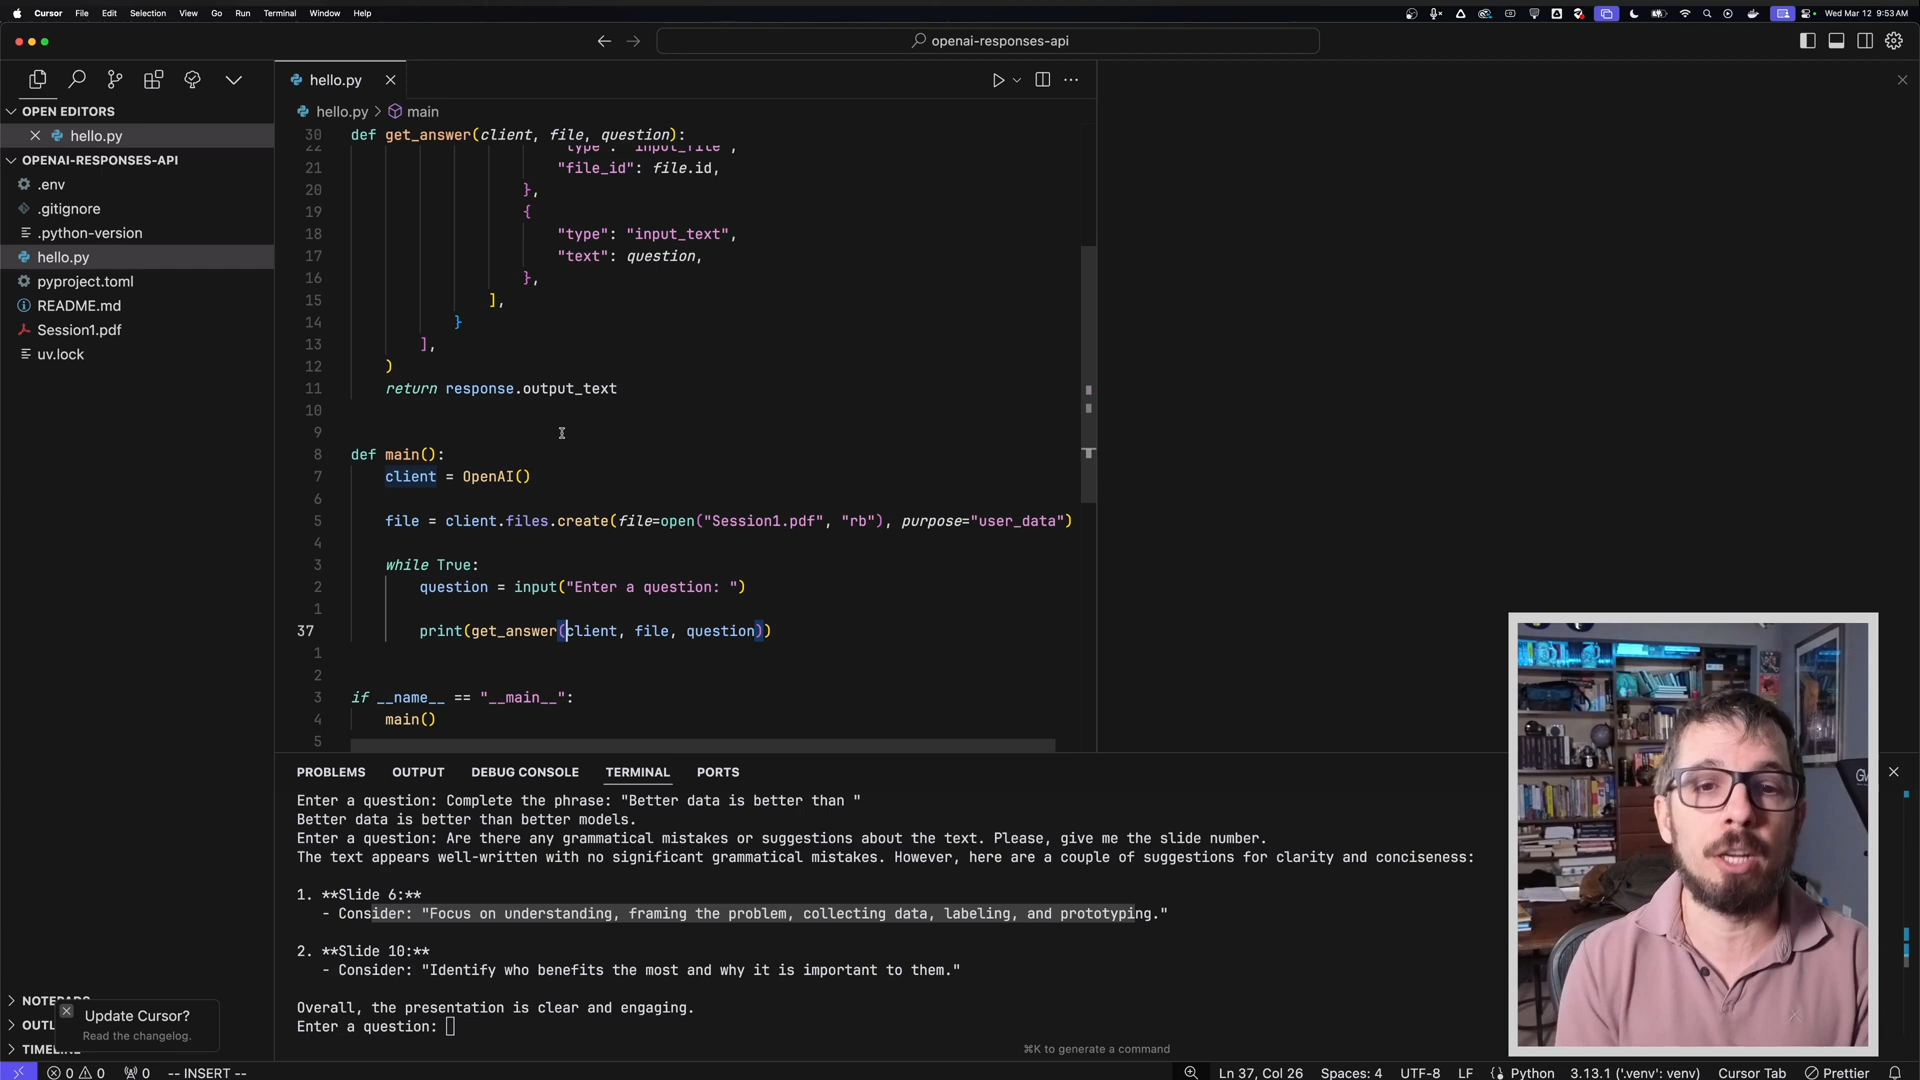 Cursor File Edit Selection View Go Run Terminal Window Help
Wed Mar 12 9:53 AM
openai-responses-api
hello.py
hello.py > main
OPEN EDITORS
hello.py
OPENAI-RESPONSES-API
.env
.gitignore
.python-version
hello.py
pyproject.toml
README.md
Session1.pdf
uv.lock
30 def get_answer(client, file, question):
22 "type": "input_file",
21 "file_id": file.id,
20 },
19 {
18 "type": "input_text",
17 "text": question,
16 },
15 ],
14 }
13 ],
12 )
11 return response.output_text
10
9
8 def main():
7 client = OpenAI()
6
5 file = client.files.create(file=open("Session1.pdf", "rb"), purpose="user_data")
4
3 while True:
2 question = input("Enter a question: ")
1
37 print(get_answer(client, file, question))
1
2
3 if __name__ == "__main__":
4 main()
5
PROBLEMS OUTPUT DEBUG CONSOLE TERMINAL PORTS
Enter a question: Complete the phrase: "Better data is better than "
Better data is better than better models.
Enter a question: Are there any grammatical mistakes or suggestions about the text. Please, give me the slide number.
The text appears well-written with no significant grammatical mistakes. However, here are a couple of suggestions for clarity and conciseness:
1. **Slide 6:**
- Consider: "Focus on understanding, framing the problem, collecting data, labeling, and prototyping."
2. **Slide 10:**
- Consider: "Identify who benefits the most and why it is important to them."
Overall, the presentation is clear and engaging.
Enter a question:
⌘K to generate a command
NOTEPADS
OUTL
TIMELINE
Update Cursor?
Read the changelog.
0 0 0 -- INSERT --
Ln 37, Col 26 Spaces: 4 UTF-8 LF Python 3.13.1 ('.venv': venv) Cursor Tab Prettier